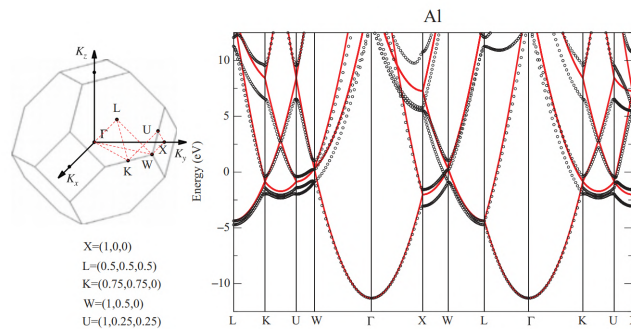 Al
K_z
L
U
Γ
X
K_y
K
W
K_x
X=(1,0,0)
L=(0.5,0.5,0.5)
K=(0.75,0.75,0)
W=(1,0.5,0)
U=(1,0.25,0.25)
Energy (eV)
10
5
0
−5
−10
L K U W Γ X W L Γ K U X